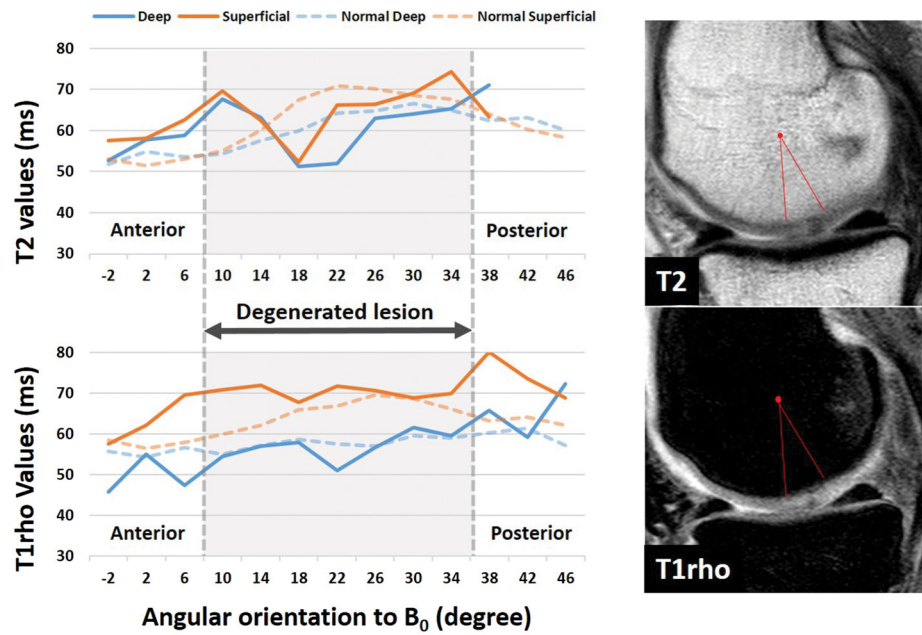 Deep Superficial Normal Deep Normal Superficial
80
70
60
50
40
30
T2 values (ms)
Anterior
Posterior
-2 2 6 10 14 18 22 26 30 34 38 42 46
Degenerated lesion
80
70
60
50
40
30
T1rho Values (ms)
Anterior
Posterior
-2 2 6 10 14 18 22 26 30 34 38 42 46
Angular orientation to B₀ (degree)
T2
T1rho